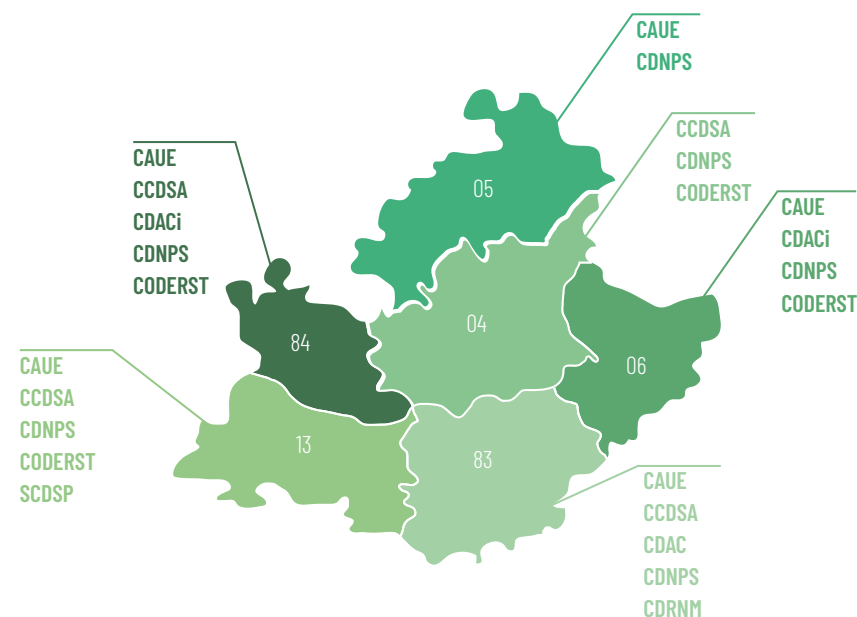 CAUE
CDNPS
05
CCDSA
CDNPS
CODERST
04
CAUE
CCDSA
CDACi
CDNPS
CODERST
84
CAUE
CDACi
CDNPS
CODERST
06
CAUE
CCDSA
CDNPS
CODERST
SCDSP
13
83
CAUE
CCDSA
CDAC
CDNPS
CDRNM